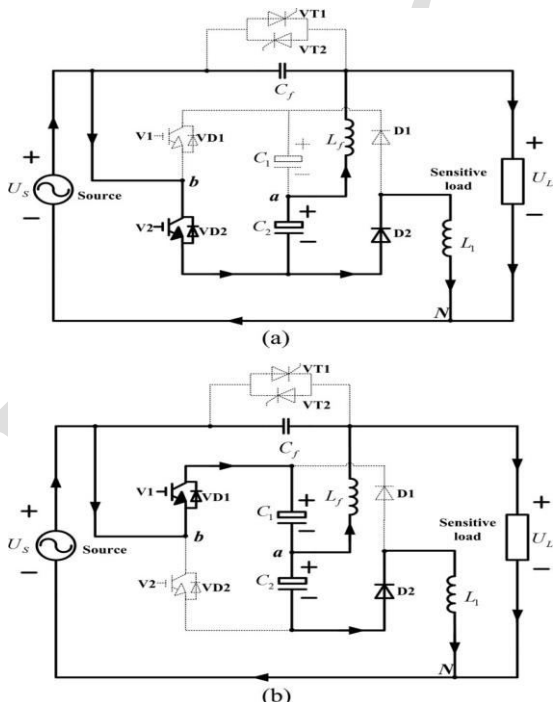 VT1
VT2
C_f
V1
VD1
L_f
D1
C_1
b
a
Sensitive load
U_S
Source
U_L
V2
VD2
C_2
D2
L_1
N
(a)
VT1
VT2
C_f
V1
VD1
C_1
L_f
D1
b
a
Sensitive load
U_S
Source
U_L
V2
VD2
C_2
D2
L_1
N
(b)